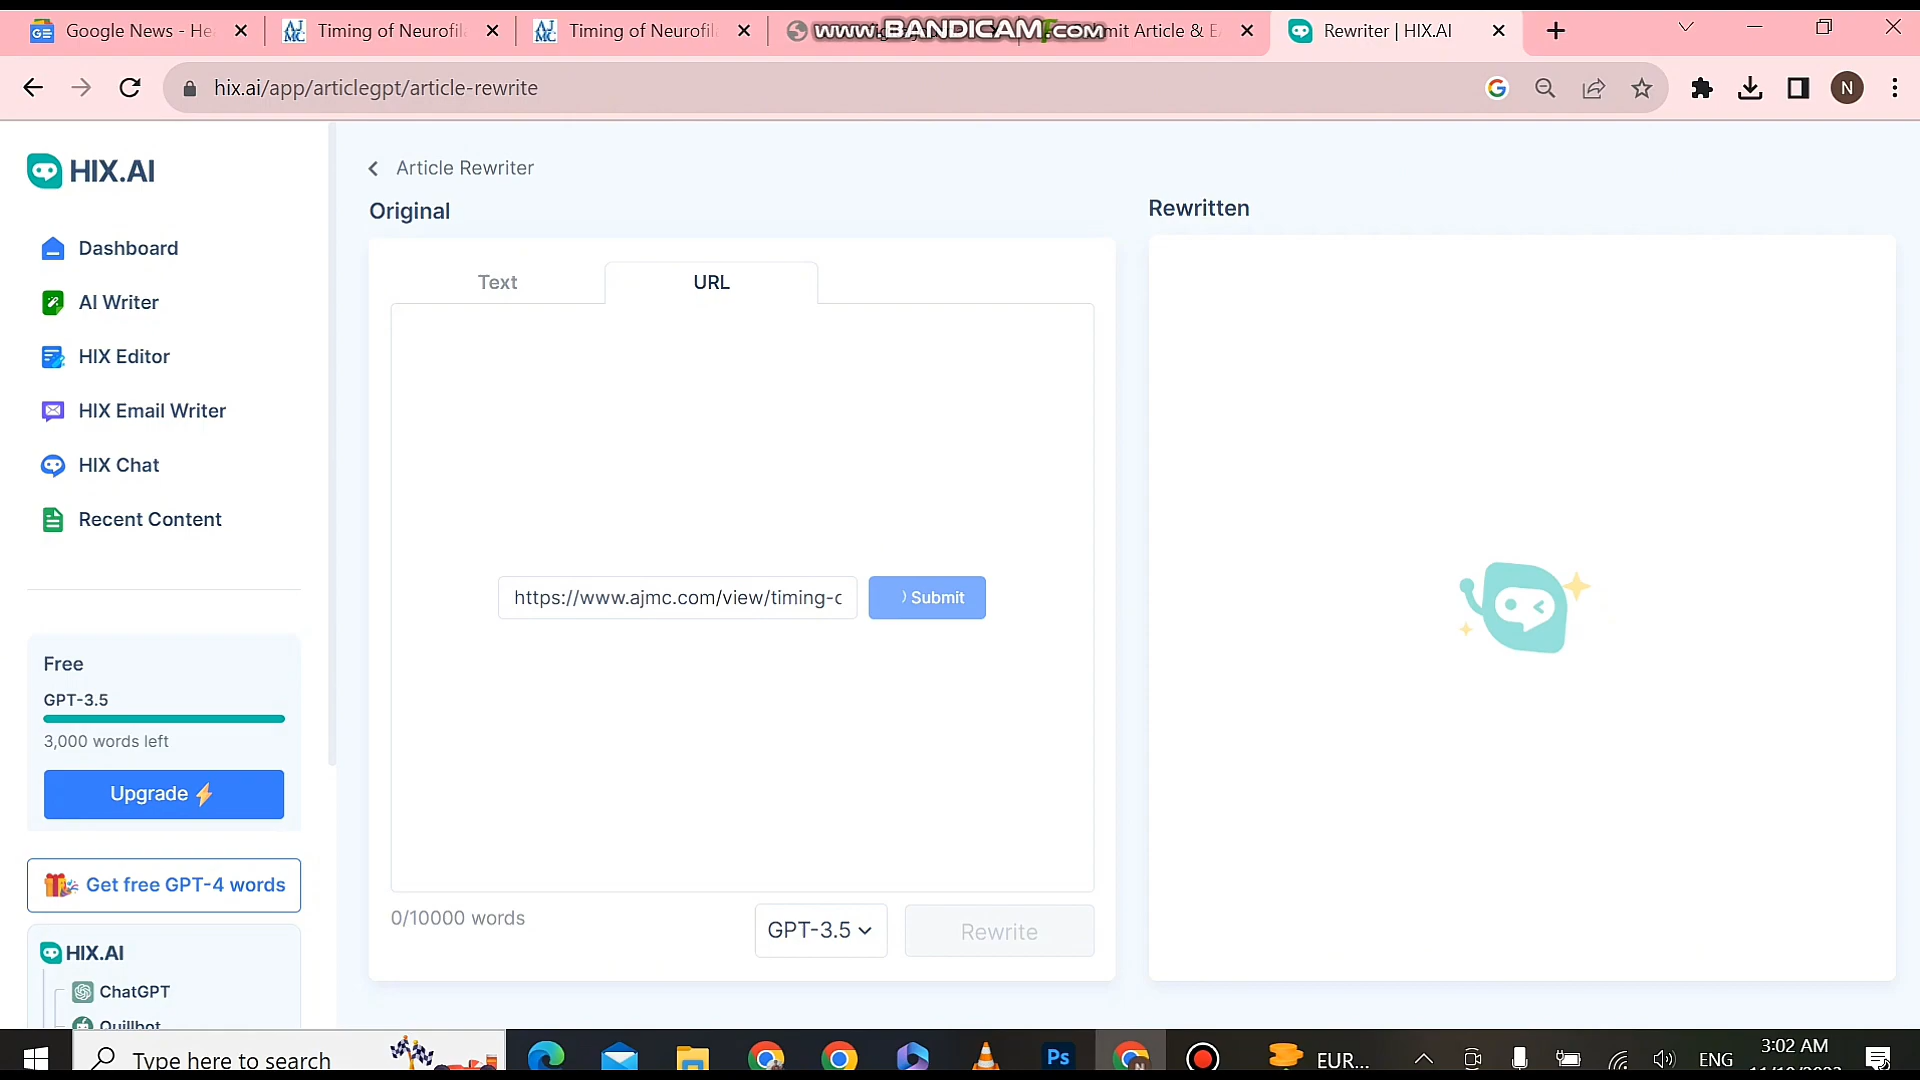 Google News - He
Timing of Neurofil
Timing of Neurofil
www.BANDICAM.com
mit Article & E
Rewriter | HIX.AI
hix.ai/app/articlegpt/article-rewrite
N
HIX.AI
Dashboard
AI Writer
HIX Editor
HIX Email Writer
HIX Chat
Recent Content
Free
GPT-3.5
3,000 words left
Upgrade
Get free GPT-4 words
HIX.AI
ChatGPT
Quillbot
Article Rewriter
Original
Text
URL
https://www.ajmc.com/view/timing-c
Submit
0/10000 words
GPT-3.5
Rewrite
Rewritten
Type here to search
Ps
EUR...
ENG
3:02 AM